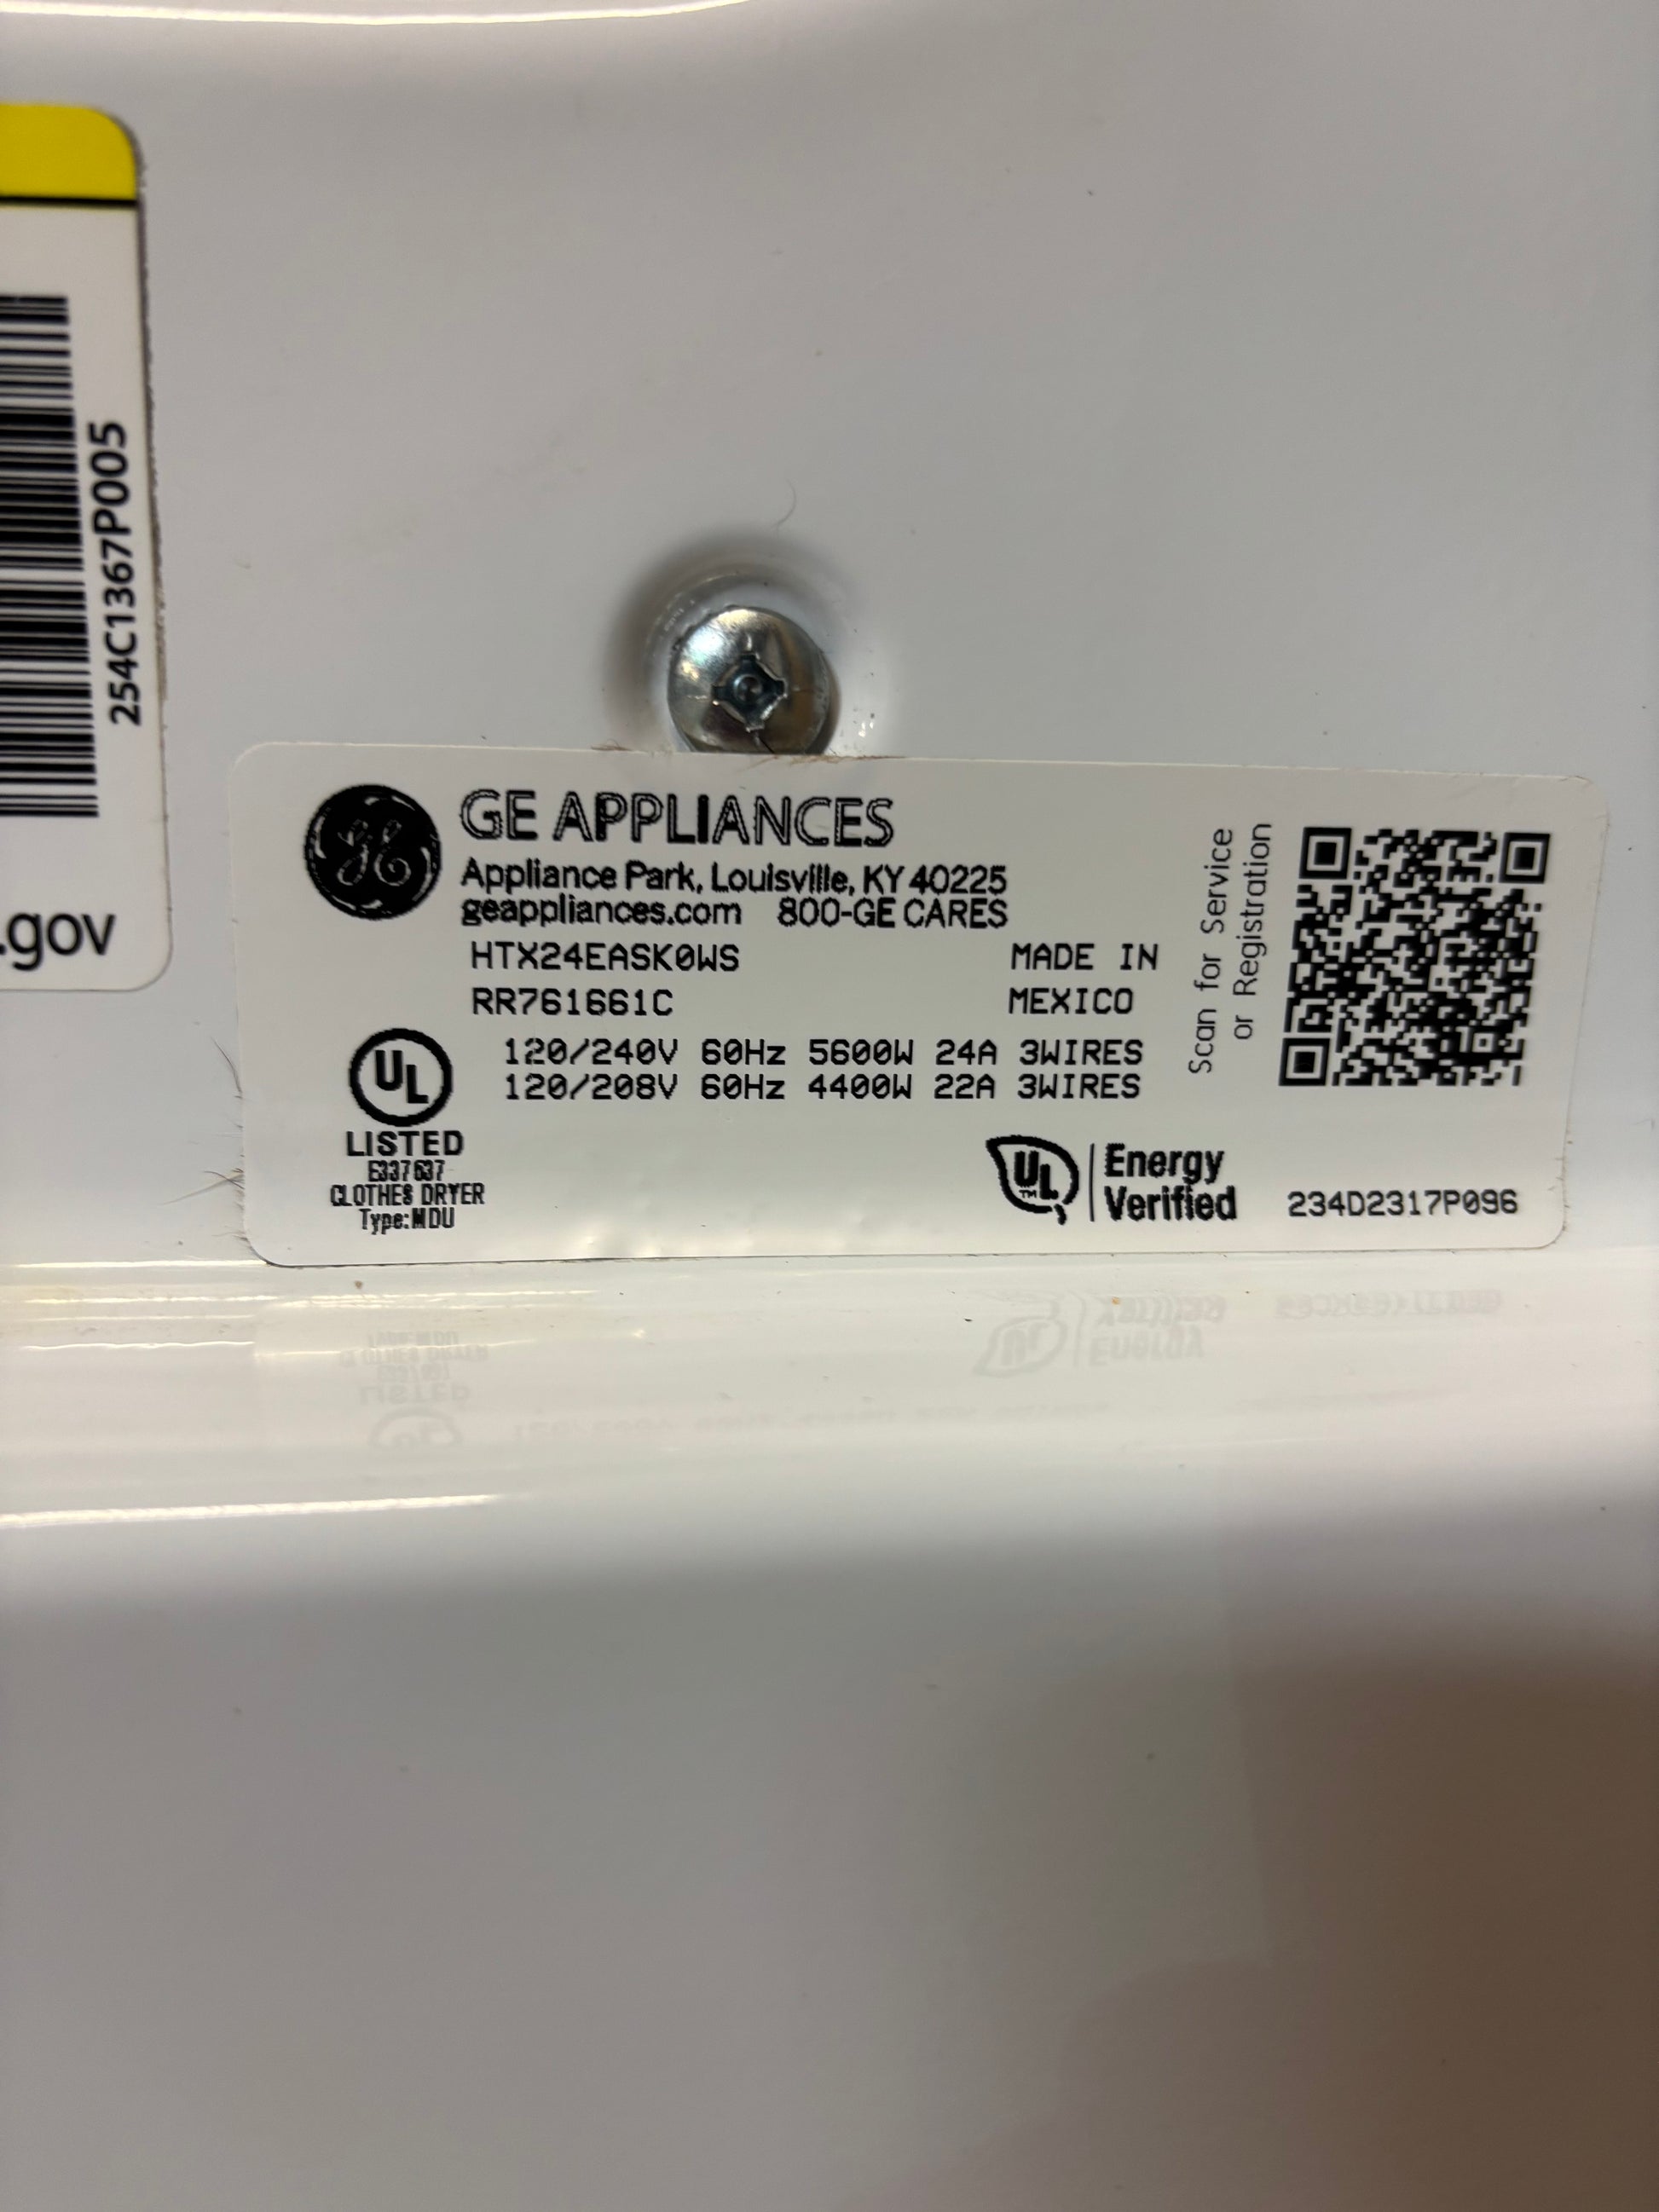 254C1367P005
.gov
GE APPLIANCES
Appliance Park, Louisville, KY 40225
geappliances.com 800-GE CARES
HTX24EASK0WS MADE IN
RR761661C MEXICO
120/240V 60Hz 5600W 24A 3WIRES
120/208V 60Hz 4400W 22A 3WIRES
UL
LISTED
E337637
CLOTHES DRYER
Type:MDU
UL TM Energy
Verified
234D2317P096
Scan for Service
or Registration